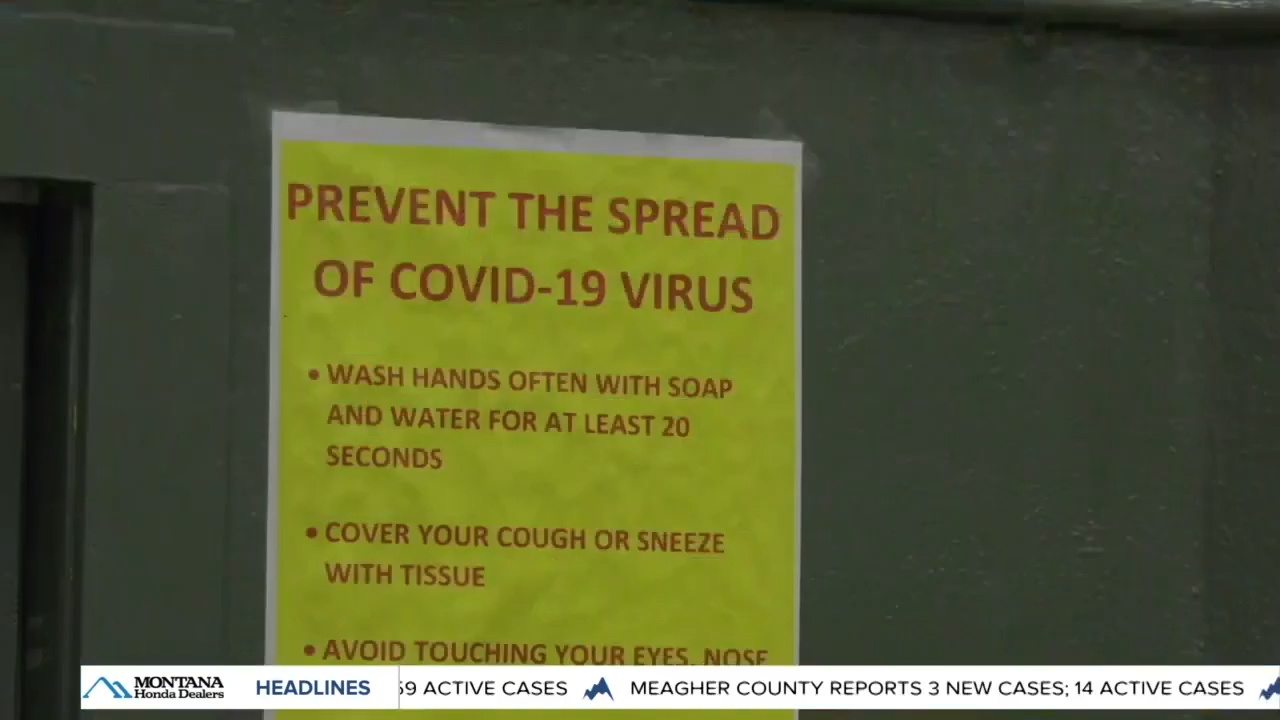 PREVENT THE SPREAD
OF COVID-19 VIRUS
• WASH HANDS OFTEN WITH SOAP
AND WATER FOR AT LEAST 20
SECONDS
• COVER YOUR COUGH OR SNEEZE
WITH TISSUE
• AVOID TOUCHING YOUR EYES, NOSE
MONTANA
Honda Dealers
HEADLINES
9 ACTIVE CASES MEAGHER COUNTY REPORTS 3 NEW CASES; 14 ACTIVE CASES